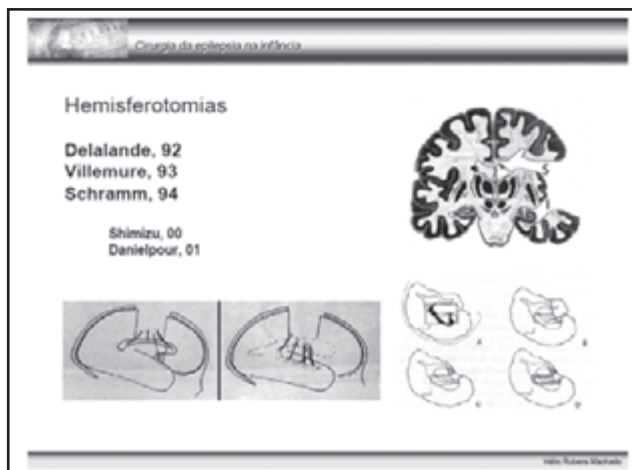 Cirurgia da epilepsia na infância
Hemisferotomias
Delalande, 92
Villemure, 93
Schramm, 94
Shimizu, 00
Danielpour, 01
A
B
C
D
Hélio Rubens Machado